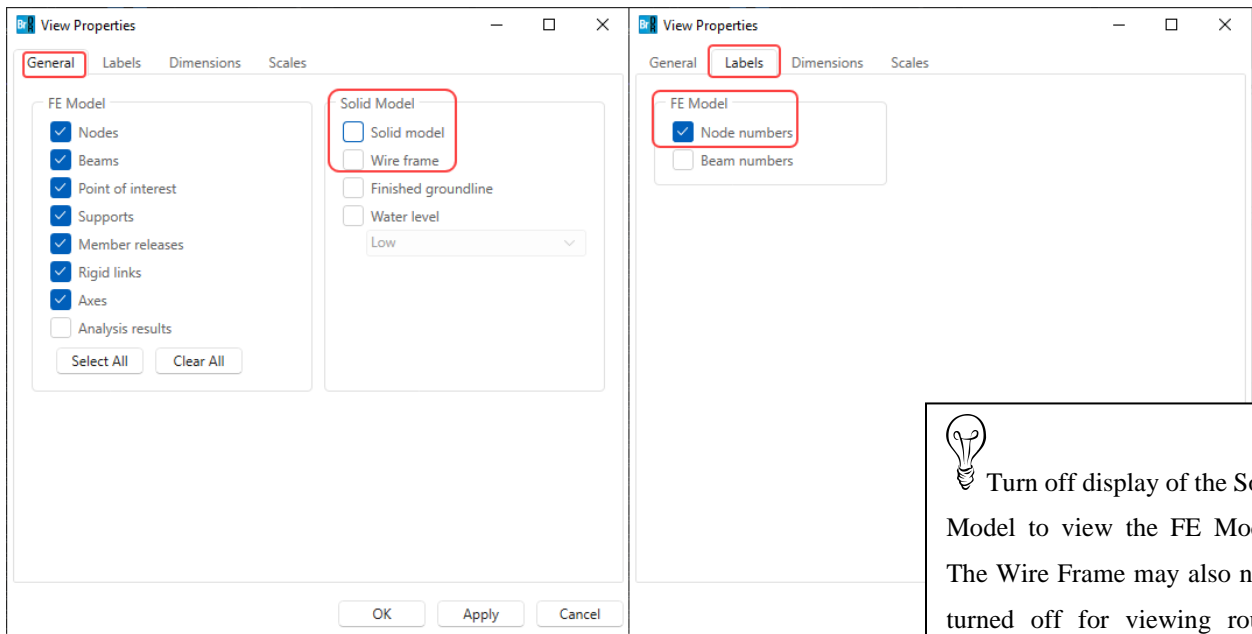 View Properties
General Labels Dimensions Scales
FE Model
Nodes
Beams
Point of interest
Supports
Member releases
Rigid links
Axes
Analysis results
Select All Clear All
Solid Model
Solid model
Wire frame
Finished groundline
Water level
Low
OK Apply Cancel
View Properties
General Labels Dimensions Scales
FE Model
Node numbers
Beam numbers
Turn off display of the
Model to view the FE
The Wire Frame may also
turned off for viewing